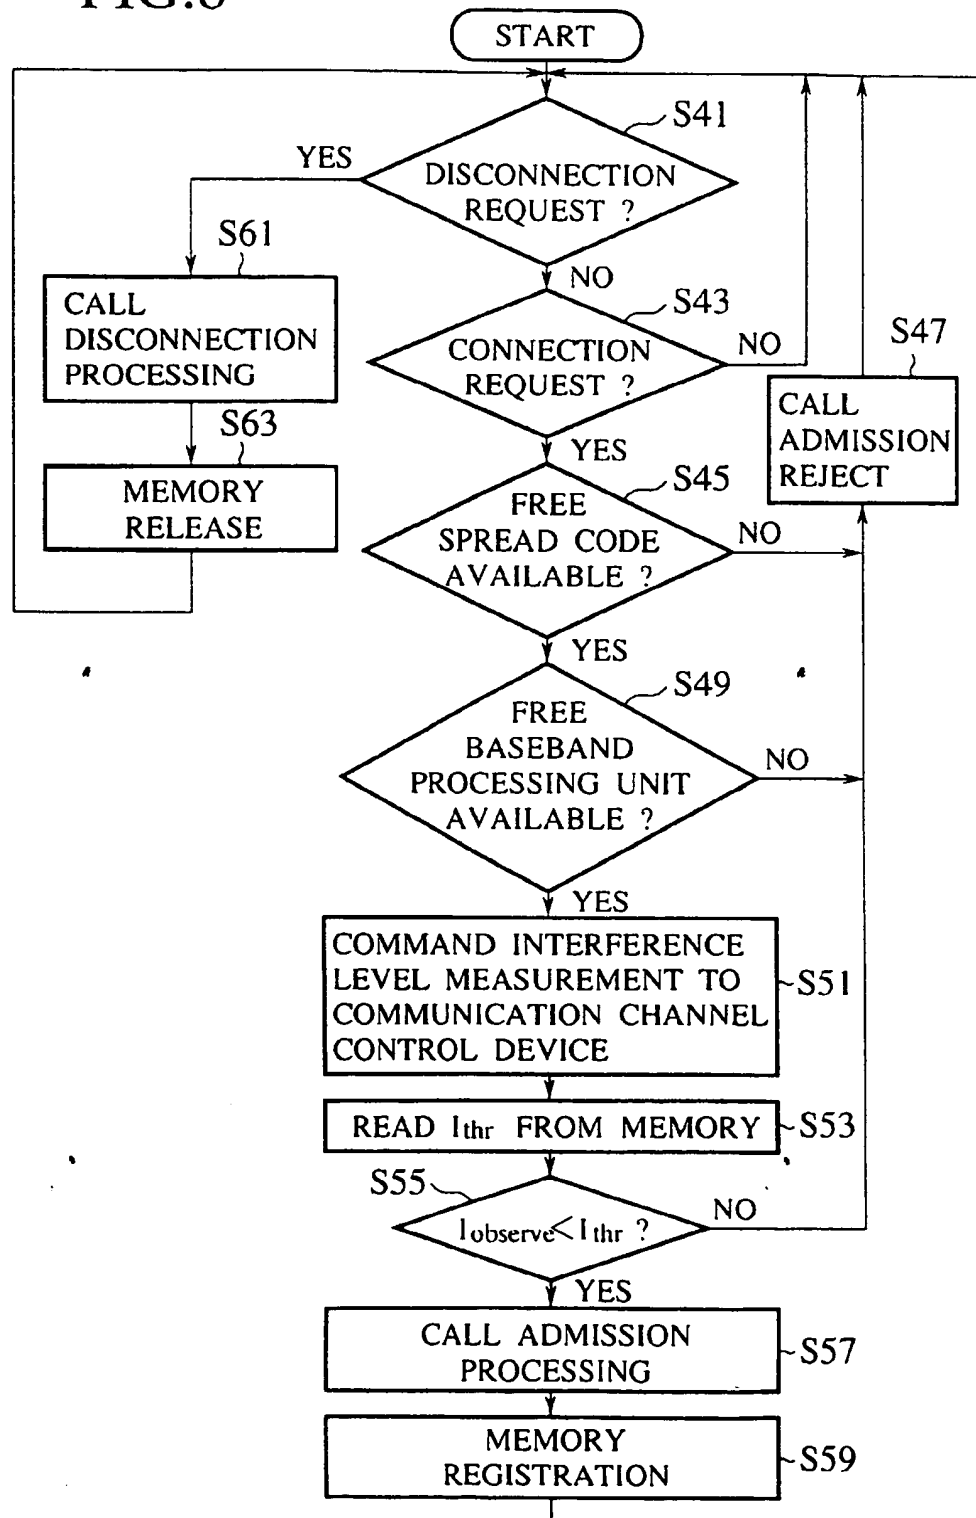 START
S41
YES
DISCONNECTION
REQUEST ?
S61
NO
CALL
DISCONNECTION
PROCESSING
S43
CONNECTION
REQUEST ?
NO
S47
CALL
ADMISSION
REJECT
S63
MEMORY
RELEASE
YES
S45
FREE
SPREAD CODE
AVAILABLE ?
NO
YES
S49
FREE
BASEBAND
PROCESSING UNIT
AVAILABLE ?
NO
YES
COMMAND INTERFERENCE
LEVEL MEASUREMENT TO
COMMUNICATION CHANNEL
CONTROL DEVICE
S51
READ Ithr FROM MEMORY
S53
S55
Iobserve<Ithr ?
NO
YES
CALL ADMISSION
PROCESSING
S57
MEMORY
REGISTRATION
S59